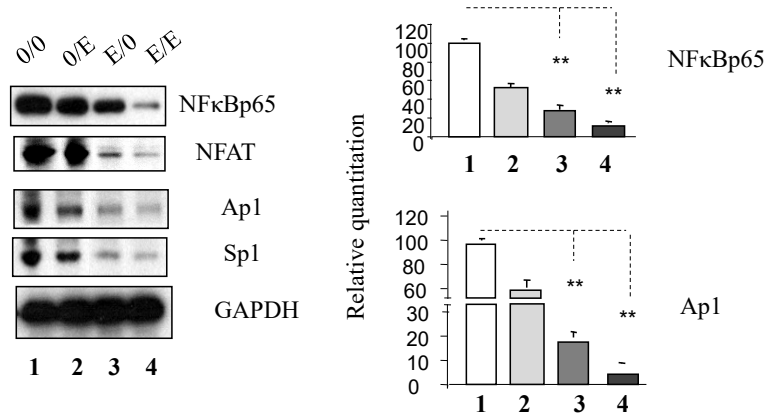 0/0 0/E E/0 E/E
NFκBp65
NFAT
Ap1
Sp1
GAPDH
1 2 3 4
Relative quantitation
120
100
80
60
40
20
0
**
**
NFκBp65
1 2 3 4
120
100
80
60
30
20
10
0
**
**
Ap1
1 2 3 4